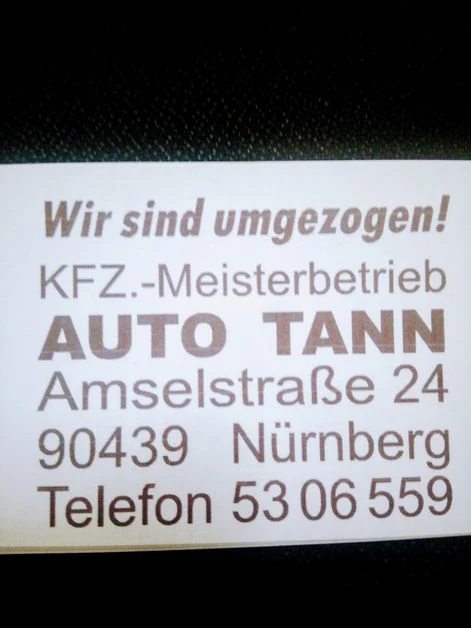 Wir sind umgezogen!
KFZ.-Meisterbetrieb
AUTO TANN
Amselstraße 24
90439 Nürnberg
Telefon 53 06 559